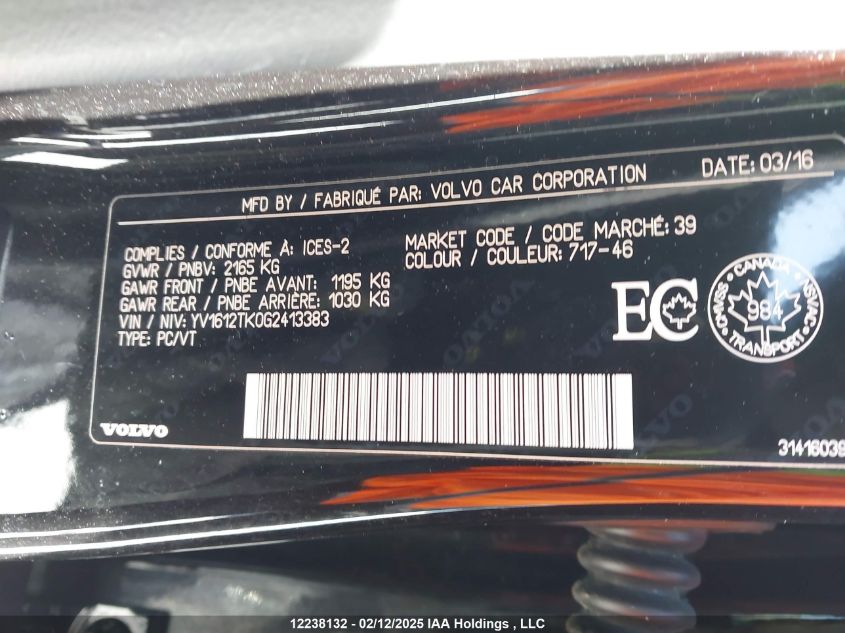 MFD BY / FABRIQUÉ PAR: VOLVO CAR CORPORATION DATE: 03/16
COMPLIES / CONFORME À: ICES-2
GVWR / PNBV: 2165 KG
GAWR FRONT / PNBE AVANT: 1195 KG
GAWR REAR / PNBE ARRIÈRE: 1030 KG
VIN / NIV: YV1612TK0G2413383
TYPE: PC/VT
MARKET CODE / CODE MARCHÉ: 39
COLOUR / COULEUR: 717-46
EC
CANADA
984
TRANSPORT
CMVSS
NSVAC
VOLVO
31416039
12238132 - 02/12/2025 IAA Holdings , LLC